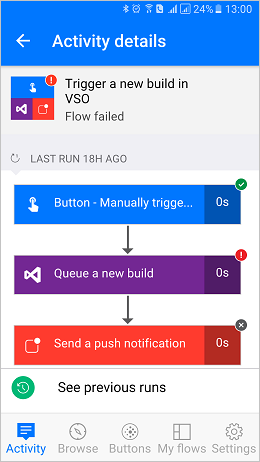 24% 13:00
Activity details
Trigger a new build in
VSO
Flow failed
LAST RUN 18H AGO
Button - Manually trigge... 0s
Queue a new build 0s
Send a push notification 0s
See previous runs
Activity Browse Buttons My flows Settings